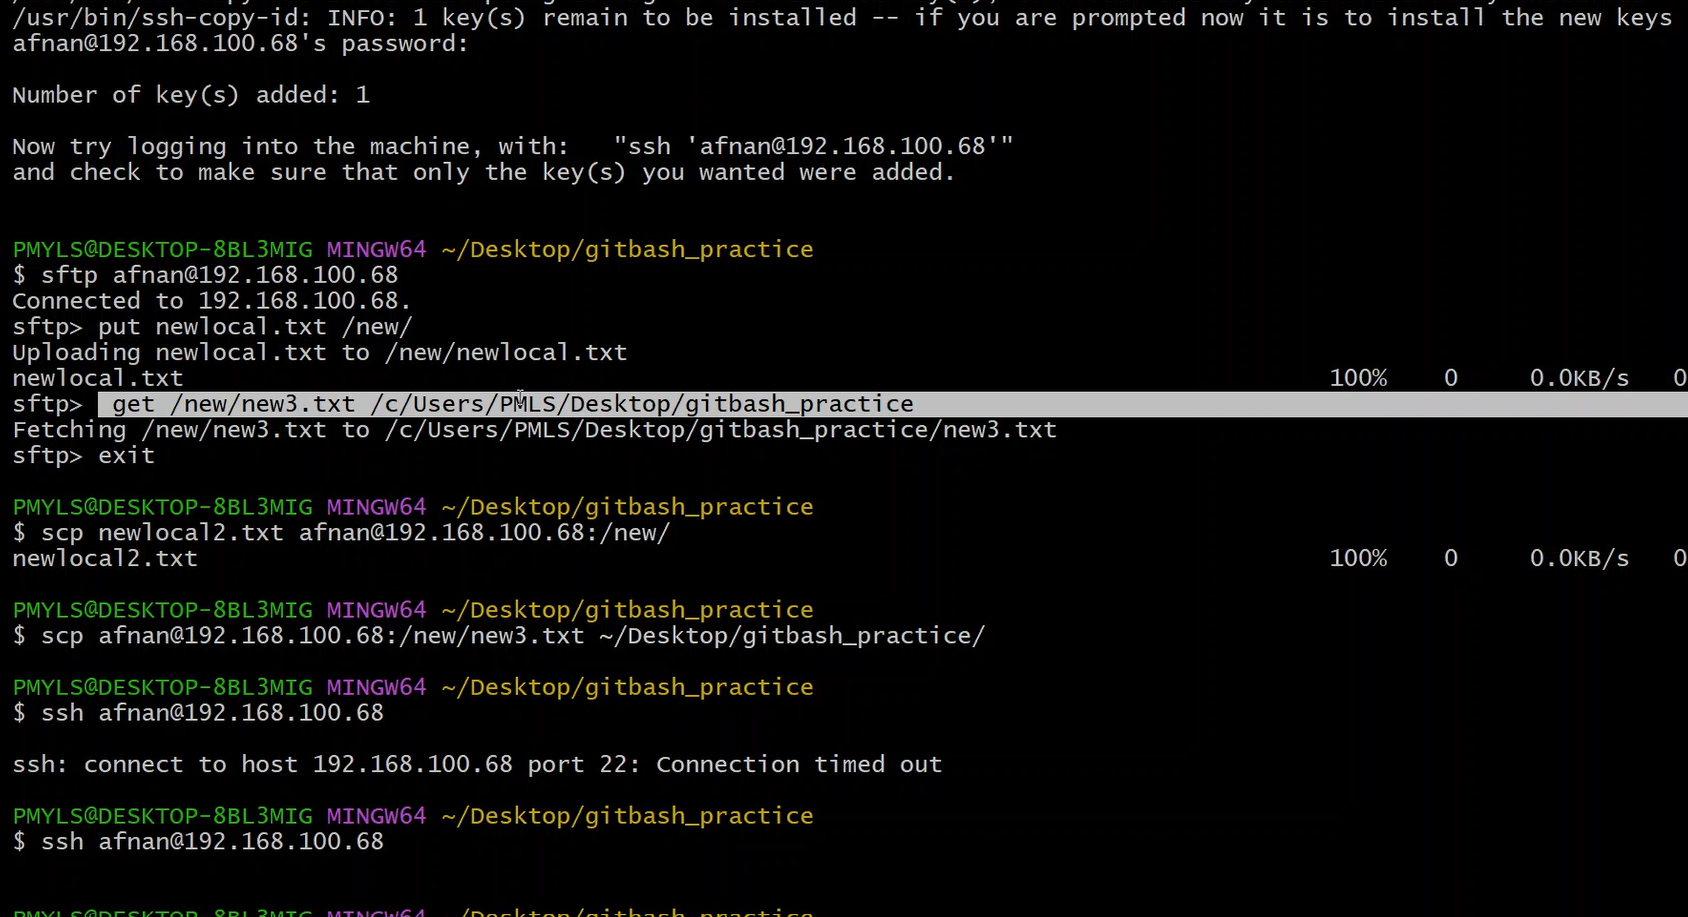 /usr/bin/ssh-copy-id: INFO: 1 key(s) remain to be installed -- if you are prompted now it is to install the new keys
afnan@192.168.100.68's password:
Number of key(s) added: 1
Now try logging into the machine, with:   "ssh 'afnan@192.168.100.68'"
and check to make sure that only the key(s) you wanted were added.
PMYLS@DESKTOP-8BL3MIG MINGW64 ~/Desktop/gitbash_practice
$ sftp afnan@192.168.100.68
Connected to 192.168.100.68.
sftp> put newlocal.txt /new/
Uploading newlocal.txt to /new/newlocal.txt
newlocal.txt 100% 0 0.0KB/s 0
sftp>  get /new/new3.txt /c/Users/PMLS/Desktop/gitbash_practice
Fetching /new/new3.txt to /c/Users/PMLS/Desktop/gitbash_practice/new3.txt
sftp> exit
PMYLS@DESKTOP-8BL3MIG MINGW64 ~/Desktop/gitbash_practice
$ scp newlocal2.txt afnan@192.168.100.68:/new/
newlocal2.txt 100% 0 0.0KB/s 0
PMYLS@DESKTOP-8BL3MIG MINGW64 ~/Desktop/gitbash_practice
$ scp afnan@192.168.100.68:/new/new3.txt ~/Desktop/gitbash_practice/
PMYLS@DESKTOP-8BL3MIG MINGW64 ~/Desktop/gitbash_practice
$ ssh afnan@192.168.100.68
ssh: connect to host 192.168.100.68 port 22: Connection timed out
PMYLS@DESKTOP-8BL3MIG MINGW64 ~/Desktop/gitbash_practice
$ ssh afnan@192.168.100.68
PMYLS@DESKTOP-8BL3MIG MINGW64 ~/Desktop/gitbash_practice